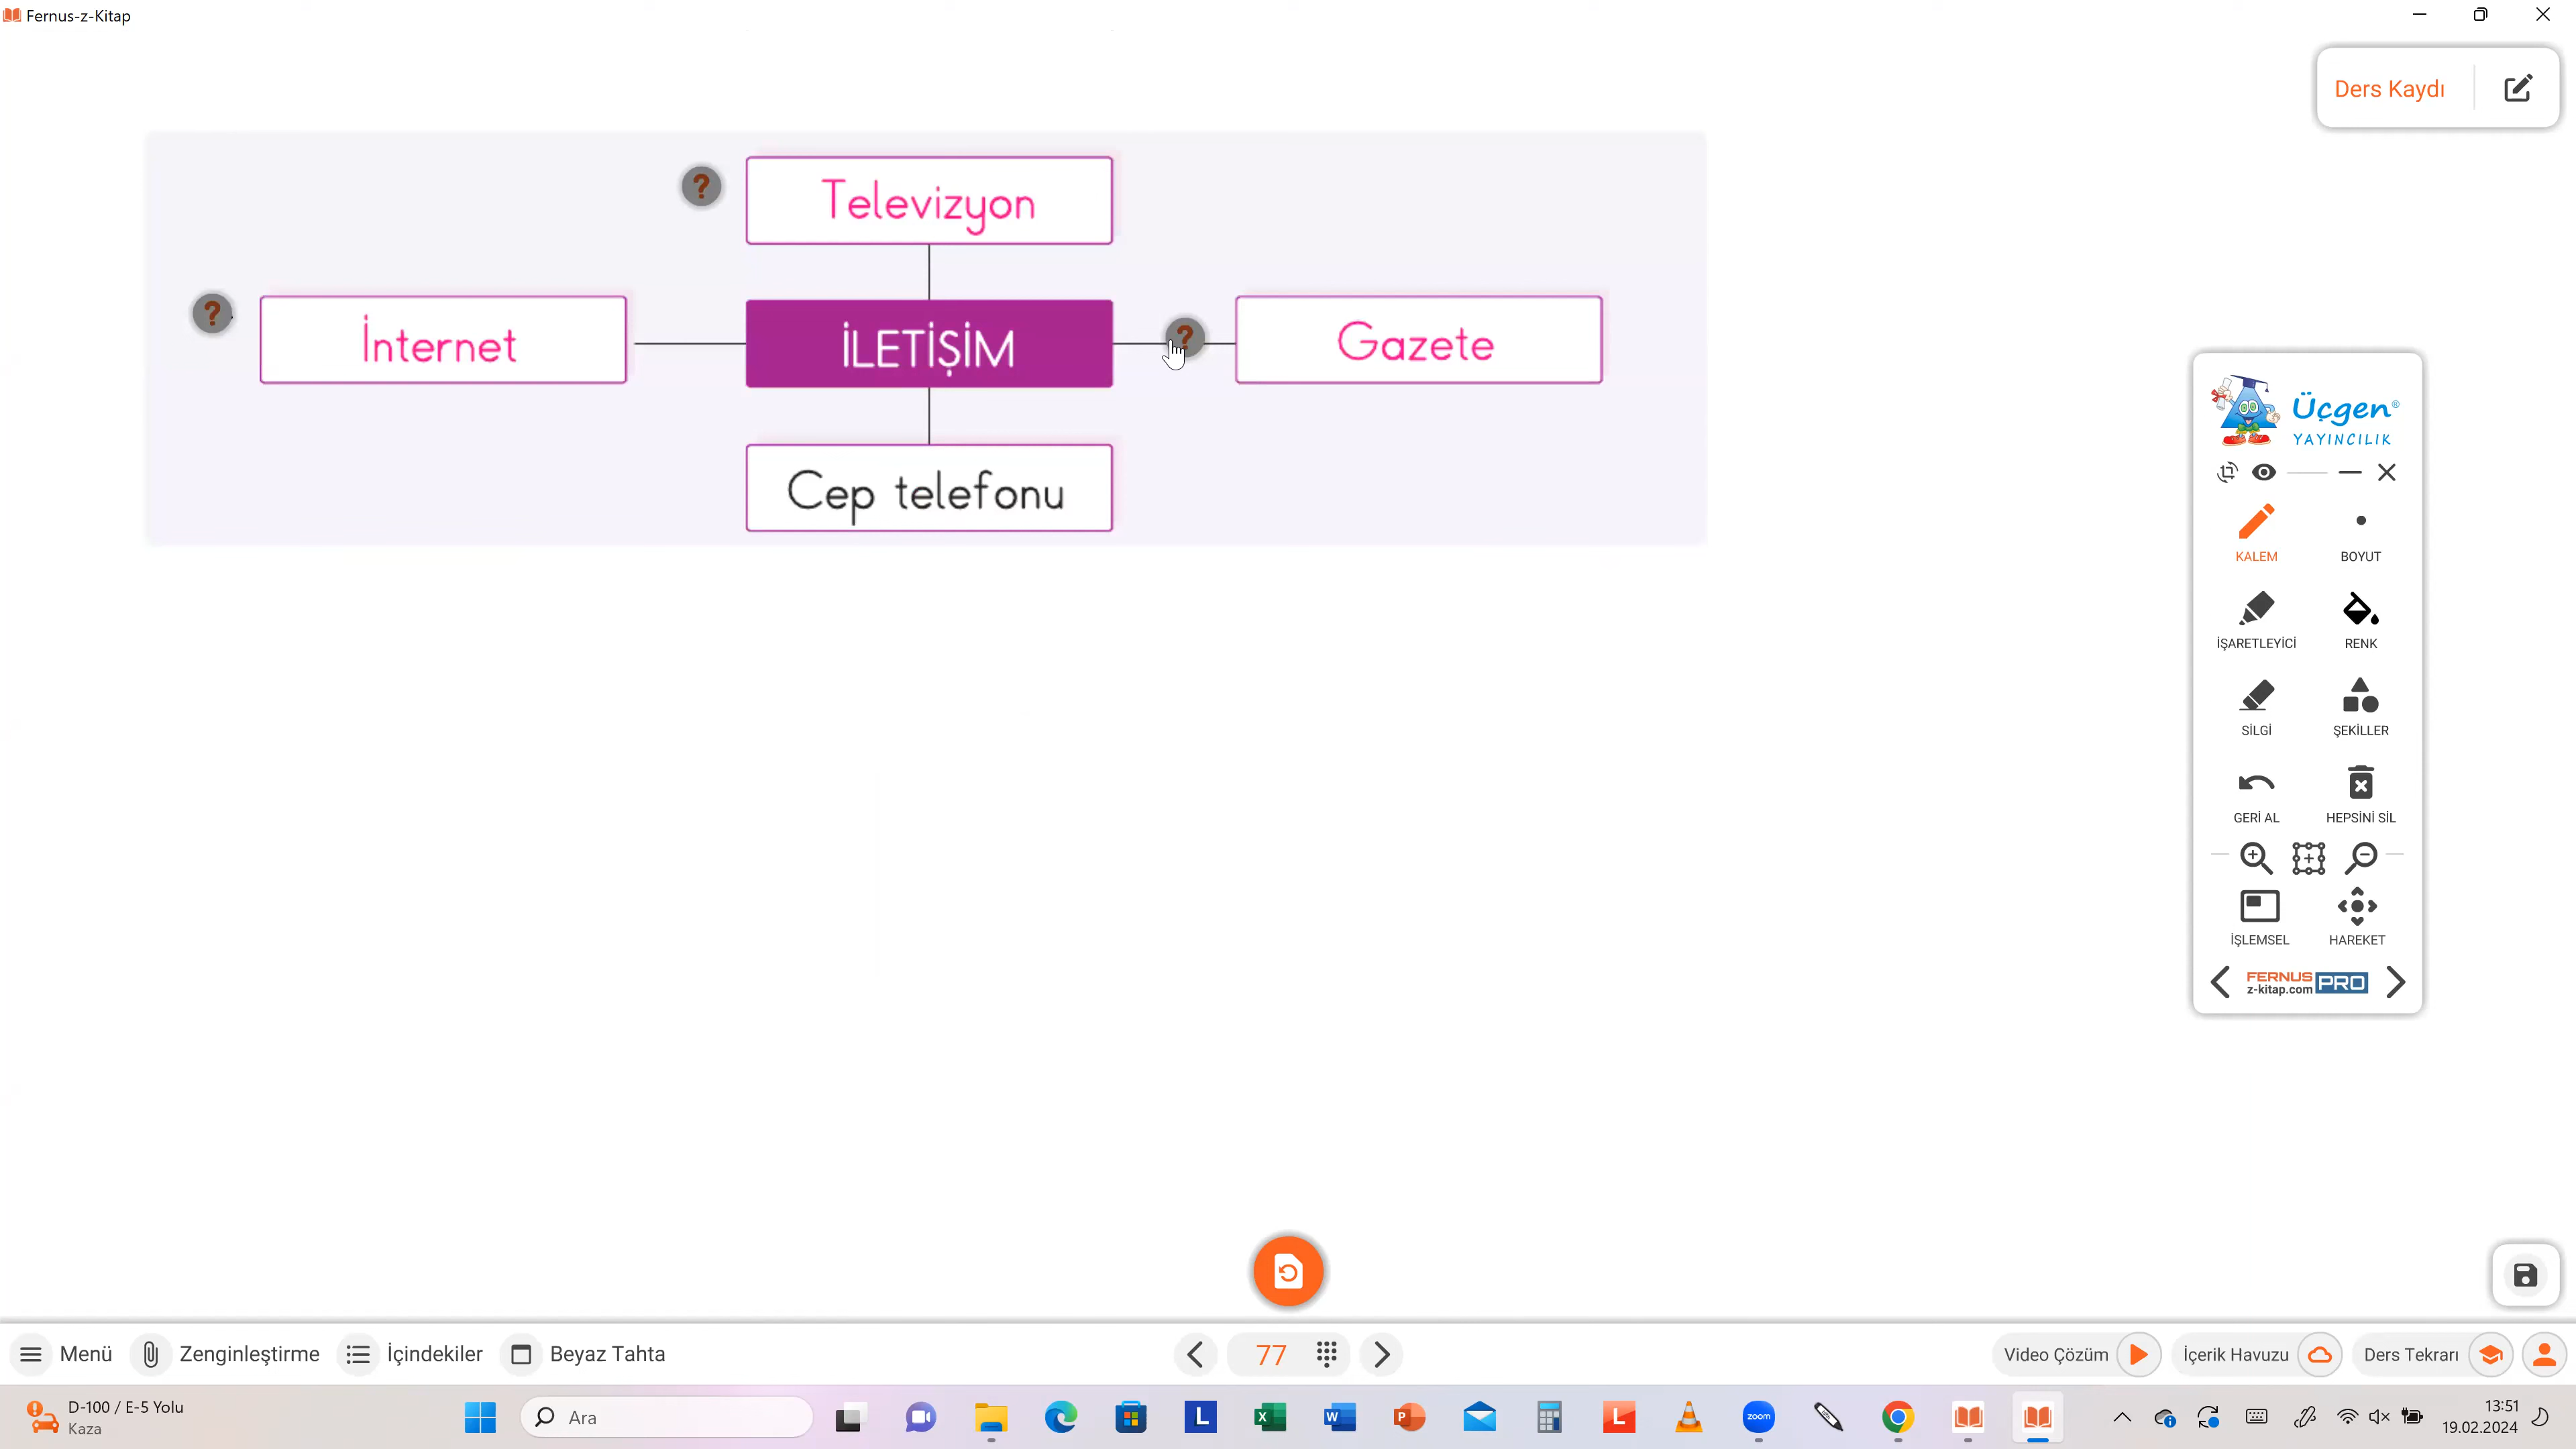 Fernus-z-Kitap
Ders Kaydı
?
Televizyon
?
İnternet
İLETİŞİM
?
Gazete
Cep telefonu
Üçgen®
YAYINCILIK
KALEM
BOYUT
İŞARETLEYİCİ
RENK
SİLGİ
ŞEKİLLER
GERİ AL
HEPSİNİ SİL
İŞLEMSEL
HAREKET
FERNUS
z-kitap.com PRO
Menü
Zenginleştirme
İçindekiler
Beyaz Tahta
77
Video Çözüm
İçerik Havuzu
Ders Tekrarı
D-100 / E-5 Yolu
Kaza
Ara
L
W
P
L
zoom
13:51
19.02.2024